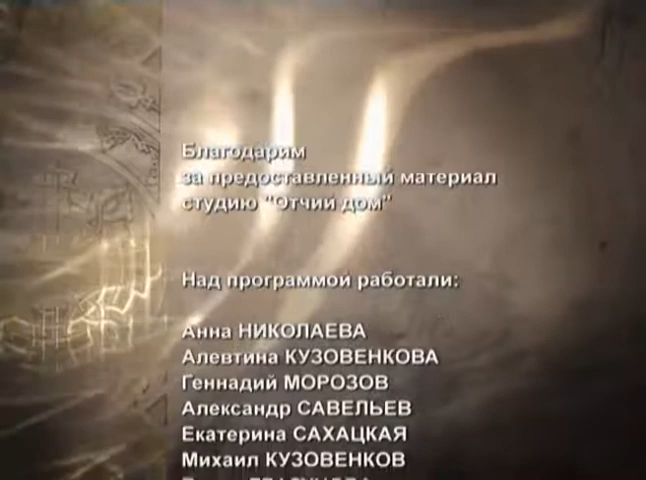 Благодарим
за предоставленный материал
студию "Отчий дом"
Над программой работали:
Анна НИКОЛАЕВА
Алевтина КУЗОВЕНКОВА
Геннадий МОРОЗОВ
Александр САВЕЛЬЕВ
Екатерина САХАЦКАЯ
Михаил КУЗОВЕНКОВ